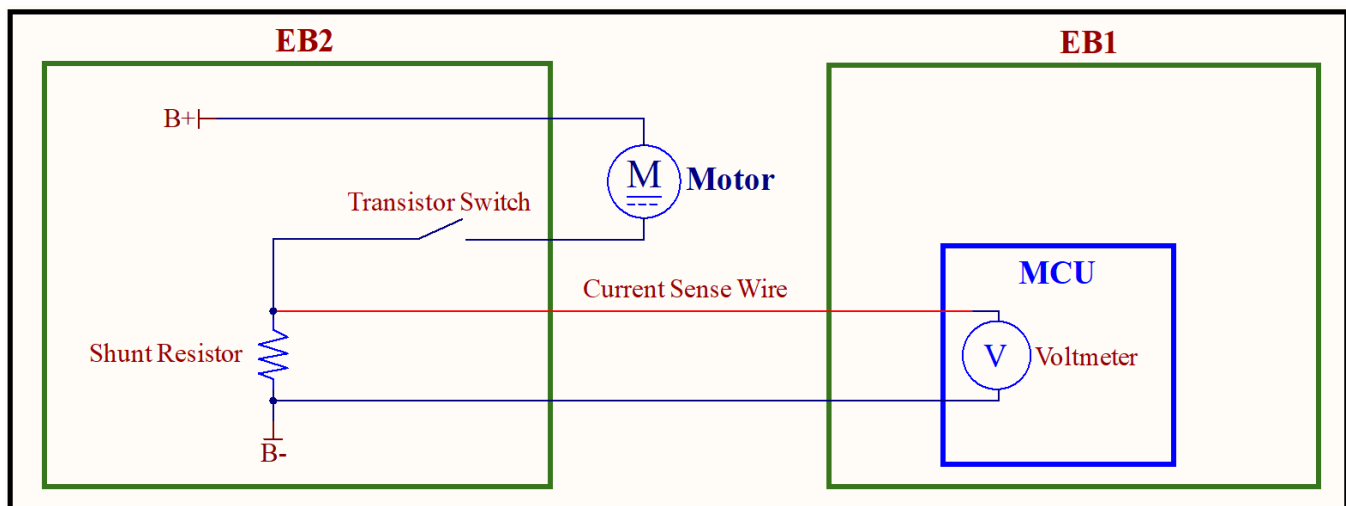 EB2
EB1
B+
M
Motor
Transistor Switch
MCU
Current Sense Wire
Shunt Resistor
V
Voltmeter
B-